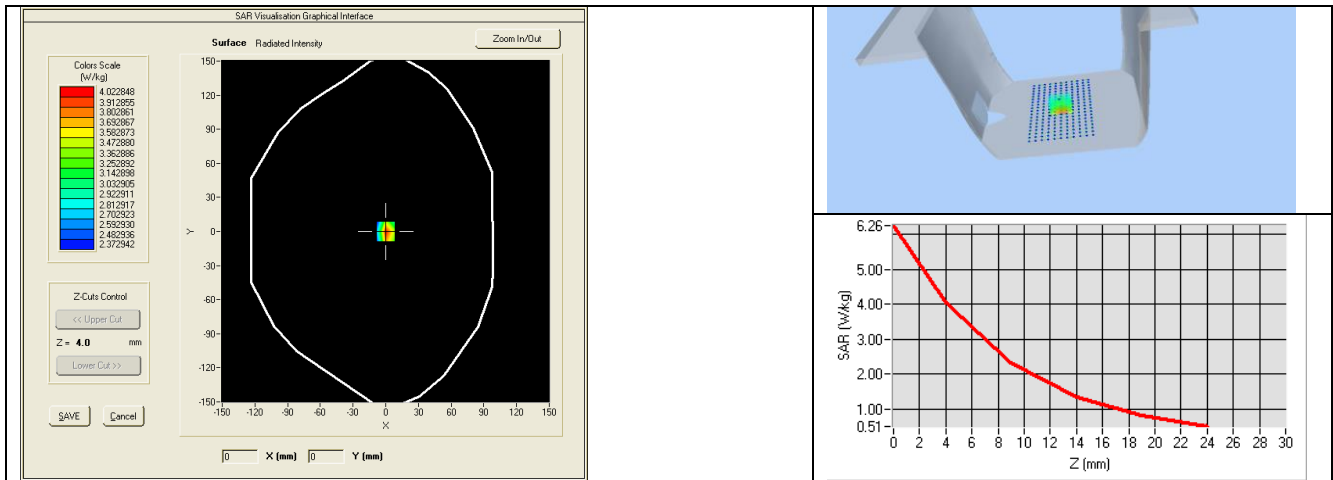 SAR Visualisation Graphical Interface
Surface Radiated Intensity
Zoom In/Out
Colors Scale
(W/kg)
4.022848
3.912855
3.802861
3.692867
3.582873
3.472880
3.362886
3.252892
3.142898
3.032905
2.922911
2.812917
2.702923
2.592930
2.482936
2.372942
150
120
90
60
30
0
-30
-60
-90
-120
-150
Y
-150 -120 -90 -60 -30 0 30 60 90 120 150
X
Z-Cuts Control
<< Upper Cut
Z = 4.0 mm
Lower Cut >>
SAVE Cancel
0 X (mm) 0 Y (mm)
6.26
5.00
4.00
3.00
2.00
1.00
0.51
SAR (W/kg)
0 2 4 6 8 10 12 14 16 18 20 22 24 26 28 30
Z (mm)